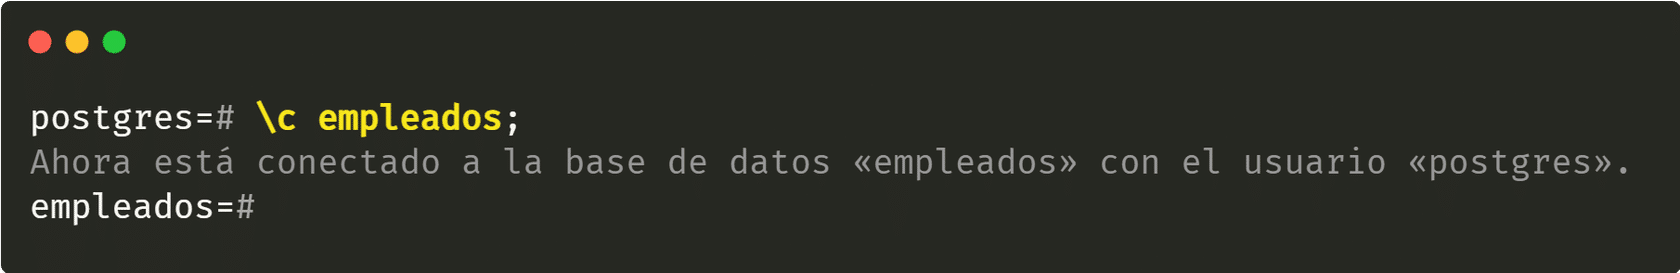 postgres=# \c empleados;
Ahora está conectado a la base de datos «empleados» con el usuario «postgres».
empleados=#